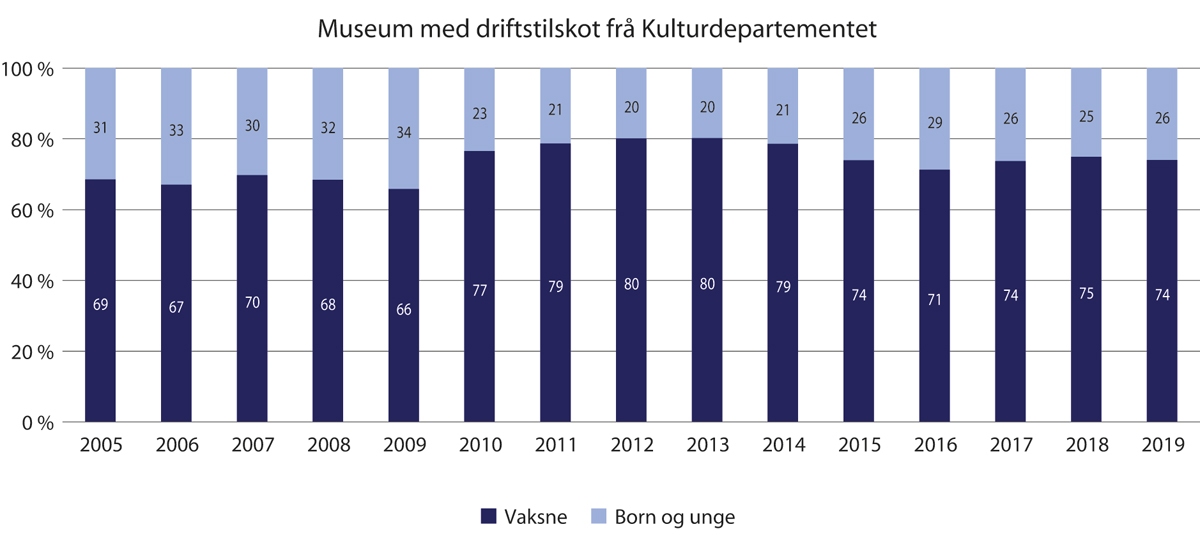 Museum med driftstilskot frå Kulturdepartementet
100 %
80 %
60 %
40 %
20 %
0 %
31 33 30 32 34 23 21 20 20 21 26 29 26 25 26
69 67 70 68 66 77 79 80 80 79 74 71 74 75 74
2005 2006 2007 2008 2009 2010 2011 2012 2013 2014 2015 2016 2017 2018 2019
Vaksne Born og unge